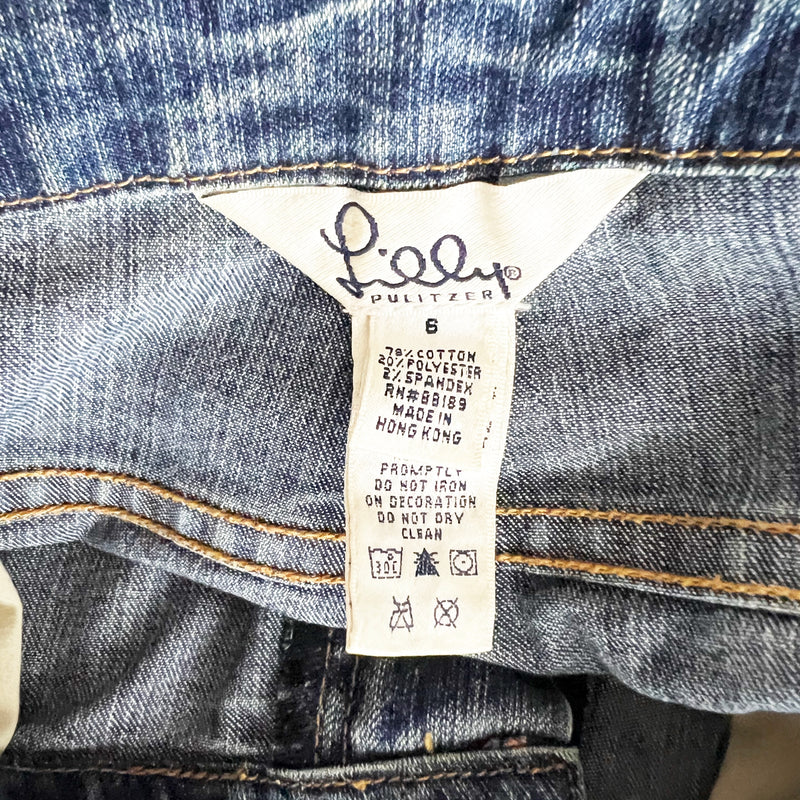 Lilly®
PULITZER
6
78% COTTON
20% POLYESTER
2% SPANDEX
RN#88189
MADE IN
HONG KONG
PROMPTLY
DO NOT IRON
ON DECORATION
DO NOT DRY
CLEAN
30C